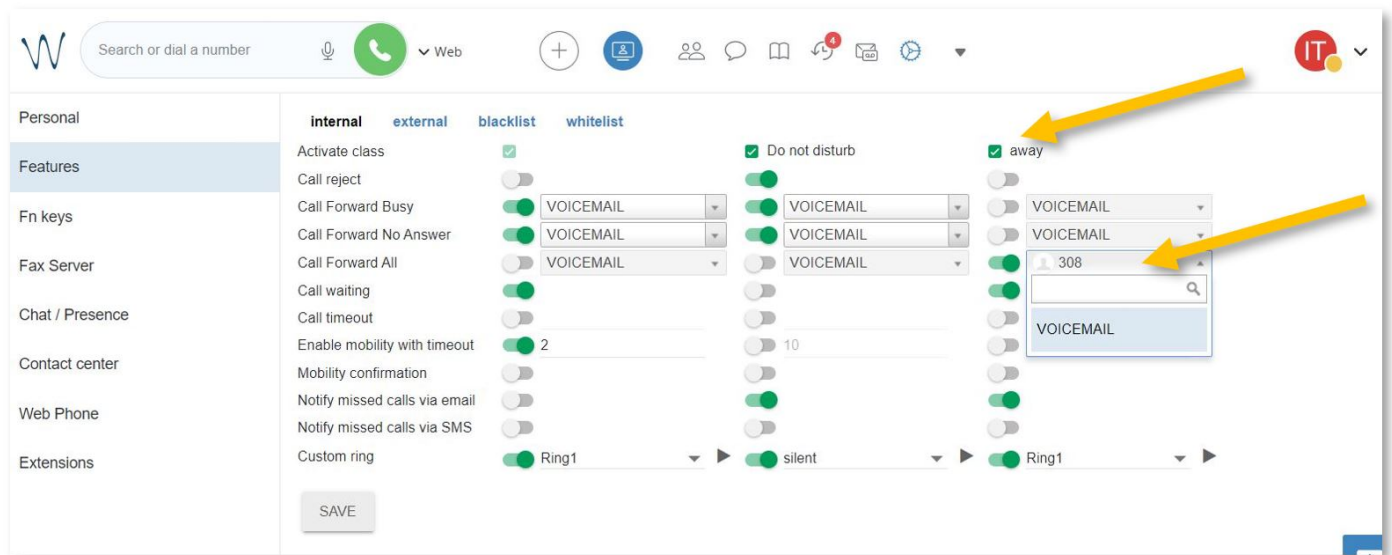 Search or dial a number
Web
4
IT
Personal
Features
Fn keys
Fax Server
Chat / Presence
Contact center
Web Phone
Extensions
internal external blacklist whitelist
Activate class Do not disturb away
Call reject
Call Forward Busy VOICEMAIL VOICEMAIL VOICEMAIL
Call Forward No Answer VOICEMAIL VOICEMAIL VOICEMAIL
Call Forward All VOICEMAIL VOICEMAIL 308
Call waiting
Call timeout VOICEMAIL
Enable mobility with timeout 2 10
Mobility confirmation
Notify missed calls via email
Notify missed calls via SMS
Custom ring Ring1 silent Ring1
SAVE